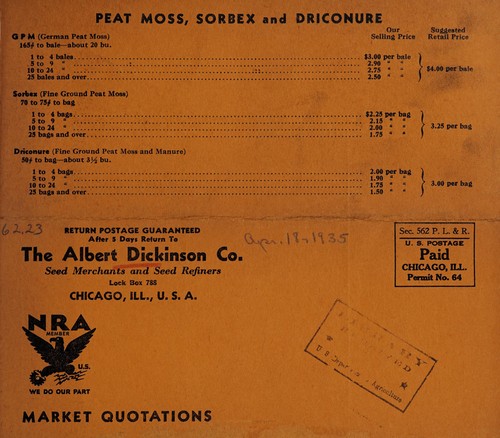 PEAT MOSS, SORBEX and DRICONURE
Our Selling Price
Suggested Retail Price
GPM (German Peat Moss)
165# to bale—about 20 bu.
1 to 4 bales $3.00 per bale
5 to 9 " 2.90 " "
10 to 24 " 2.75 " "
25 bales and over 2.50 " "
$4.00 per bale
Sorbex (Fine Ground Peat Moss)
70 to 75# to bag
1 to 4 bags $2.25 per bag
5 to 9 " 2.15 " "
10 to 24 " 2.00 " "
25 bags and over 1.75 " "
3.25 per bag
Driconure (Fine Ground Peat Moss and Manure)
50# to bag—about 3½ bu.
1 to 4 bags 2.00 per bag
5 to 9 " 1.90 " "
10 to 24 " 1.75 " "
25 bags and over 1.50 " "
3.00 per bag
62.23
RETURN POSTAGE GUARANTEED
After 5 Days Return To
The Albert Dickinson Co.
Seed Merchants and Seed Refiners
Lock Box 788
CHICAGO, ILL., U. S. A.
Apr. 18, 1935
Sec. 562 P. L. & R.
U. S. POSTAGE
Paid
CHICAGO, ILL.
Permit No. 64
NRA
MEMBER
U.S.
WE DO OUR PART
Agriculture
MARKET QUOTATIONS